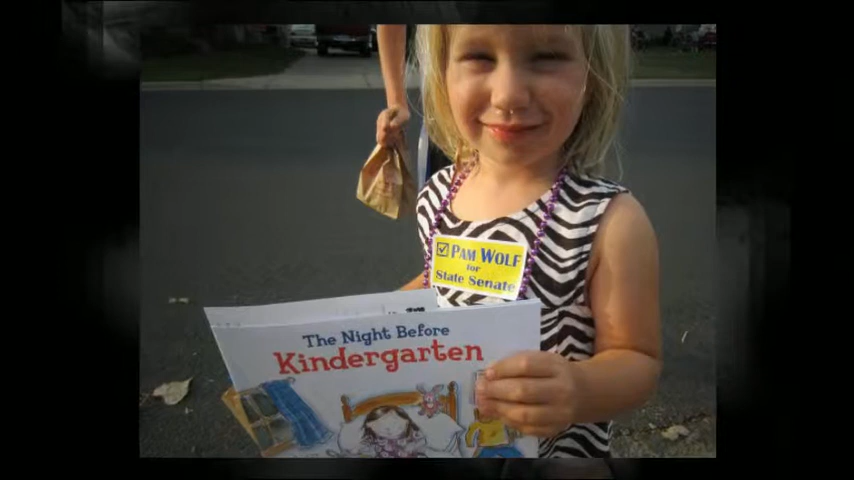 PAM WOLF
for
State Senate
The Night Before
Kindergarten